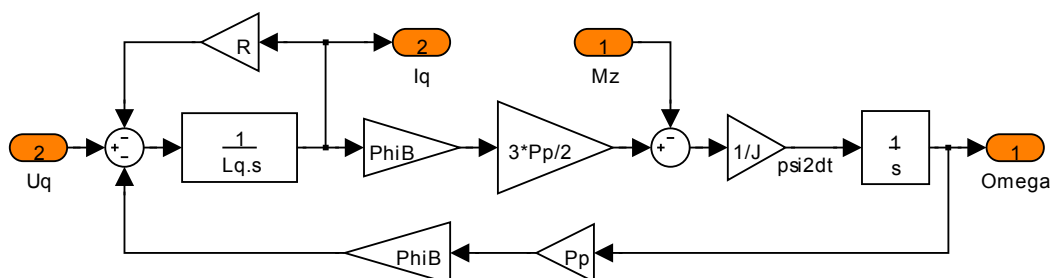 R
2
Iq
1
Mz
2
Uq
−
+
−
1
Lq.s
PhiB
3*Pp/2
−
+
1/J
psi2dt
1
s
1
Omega
PhiB
Pp